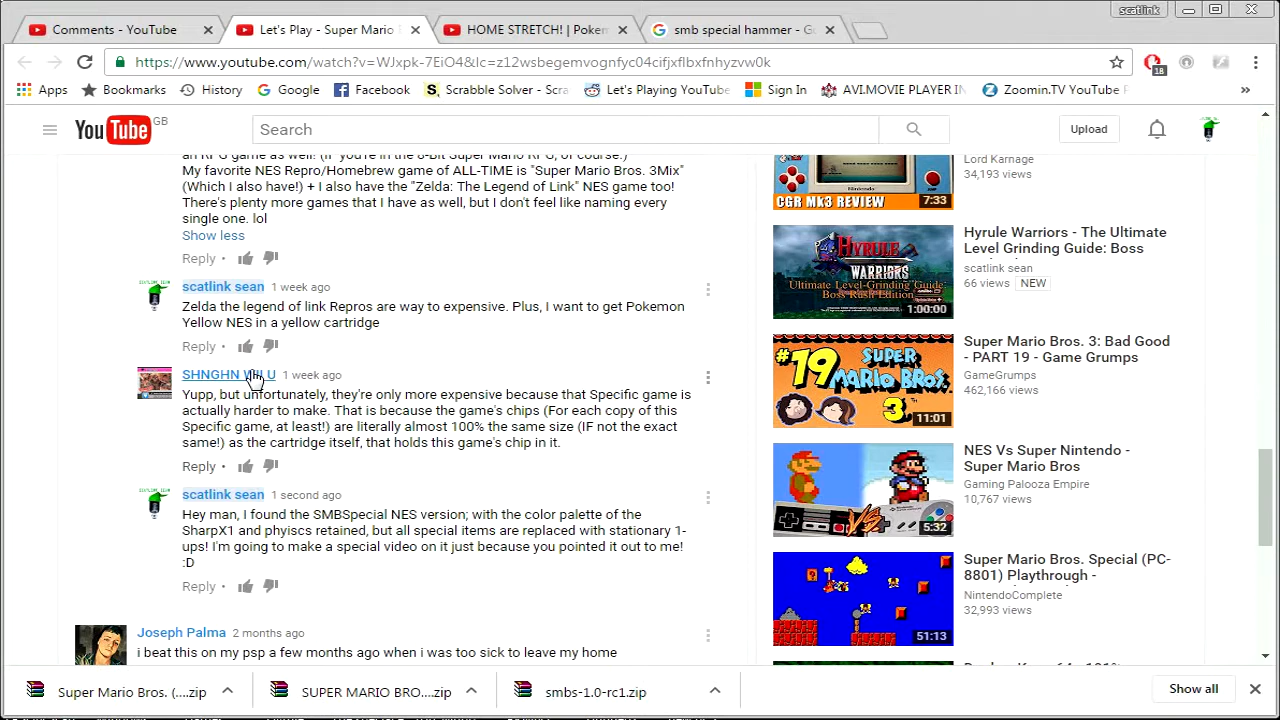 scatlink
Comments - YouTube
Let's Play - Super Mario
HOME STRETCH! | Poken
smb special hammer - Go
https://www.youtube.com/watch?v=WJxpk-7EiO4&lc=z12wsbegemvognfyc04cifjxflbxfnhyzvw0k
18
Apps
Bookmarks
History
Google
Facebook
Scrabble Solver - Scra
Let's Playing YouTube
Sign In
AVI.MOVIE PLAYER IN
Zoomin.TV YouTube P
»
YouTube GB
Search
Upload
an RPG game as well! (IF you're in the 8-Bit Super Mario RPG, of course.)
My favorite NES Repro/Homebrew game of ALL-TIME is "Super Mario Bros. 3Mix"
(Which I also have!) + I also have the "Zelda: The Legend of Link" NES game too!
There's plenty more games that I have as well, but I don't feel like naming every
single one. lol
Show less
Reply
scatlink sean 1 week ago
Zelda the legend of link Repros are way to expensive. Plus, I want to get Pokemon
Yellow NES in a yellow cartridge
Reply
SHNGHN U 1 week ago
Yupp, but unfortunately, they're only more expensive because that Specific game is
actually harder to make. That is because the game's chips (For each copy of this
Specific game, at least!) are literally almost 100% the same size (IF not the exact
same!) as the cartridge itself, that holds this game's chip in it.
Reply
scatlink sean 1 second ago
Hey man, I found the SMBSpecial NES version; with the color palette of the
SharpX1 and phyiscs retained, but all special items are replaced with stationary 1-
ups! I'm going to make a special video on it just because you pointed it out to me!
:D
Reply
Joseph Palma 2 months ago
i beat this on my psp a few months ago when i was too sick to leave my home
Nintendo
CGR MK3 REVIEW
7:33
Lord Karnage
34,193 views
HYRULE
WARRIORS
Ultimate Level-Grinding Guide:
Boss Rush Edition
1:00:00
Hyrule Warriors - The Ultimate
Level Grinding Guide: Boss
scatlink sean
66 views NEW
#19 SUPER
MARIO BROS.
3
11:01
Super Mario Bros. 3: Bad Good
- PART 19 - Game Grumps
GameGrumps
462,166 views
VS
5:32
NES Vs Super Nintendo -
Super Mario Bros
Gaming Palooza Empire
10,767 views
51:13
Super Mario Bros. Special (PC-
8801) Playthrough -
NintendoComplete
32,993 views
Super Mario Bros. (....zip
SUPER MARIO BRO....zip
smbs-1.0-rc1.zip
Show all